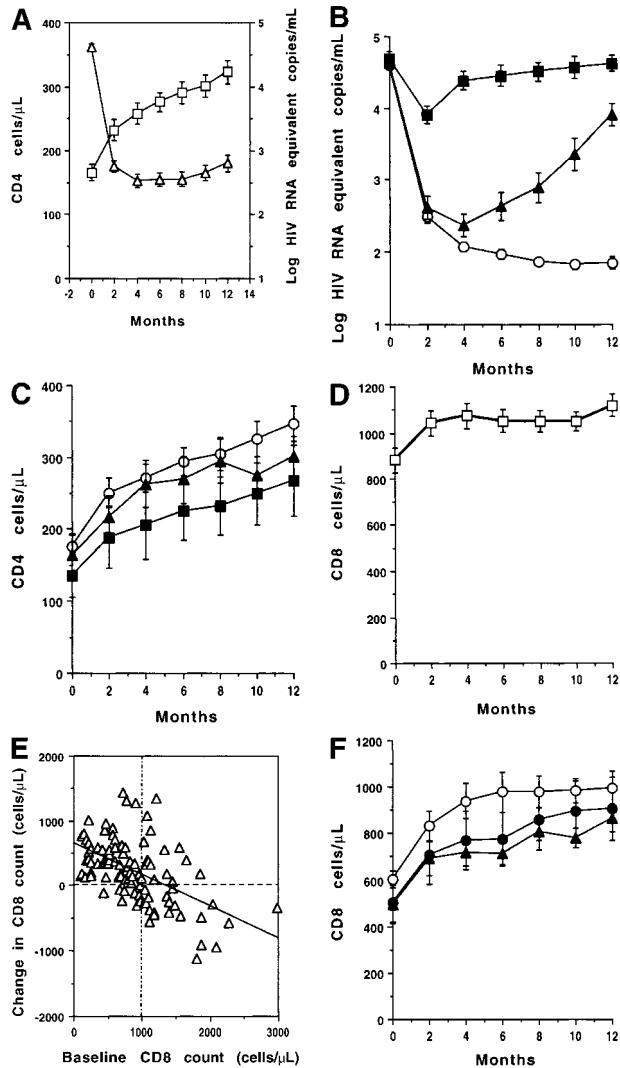 A
CD4 cells/µL
400
300
200
150
100
50
0
-2 0 2 4 6 8 10 12 14
Months
5
4
3
2
1
Log HIV RNA equivalent copies/mL
B
Log HIV RNA equivalent copies/mL
5
4
3
2
1
0 2 4 6 8 10 12
Months
C
CD4 cells/µL
400
300
200
100
0
0 2 4 6 8 10 12
Months
D
CD8 cells/µL
1200
1000
800
600
400
200
0
0 2 4 6 8 10 12
Months
E
Change in CD8 count (cells/µL)
2000
1000
0
-1000
-2000
0 1000 2000 3000
Baseline CD8 count (cells/µL)
F
CD8 cells/µL
1200
1000
800
600
400
200
0
0 2 4 6 8 10 12
Months